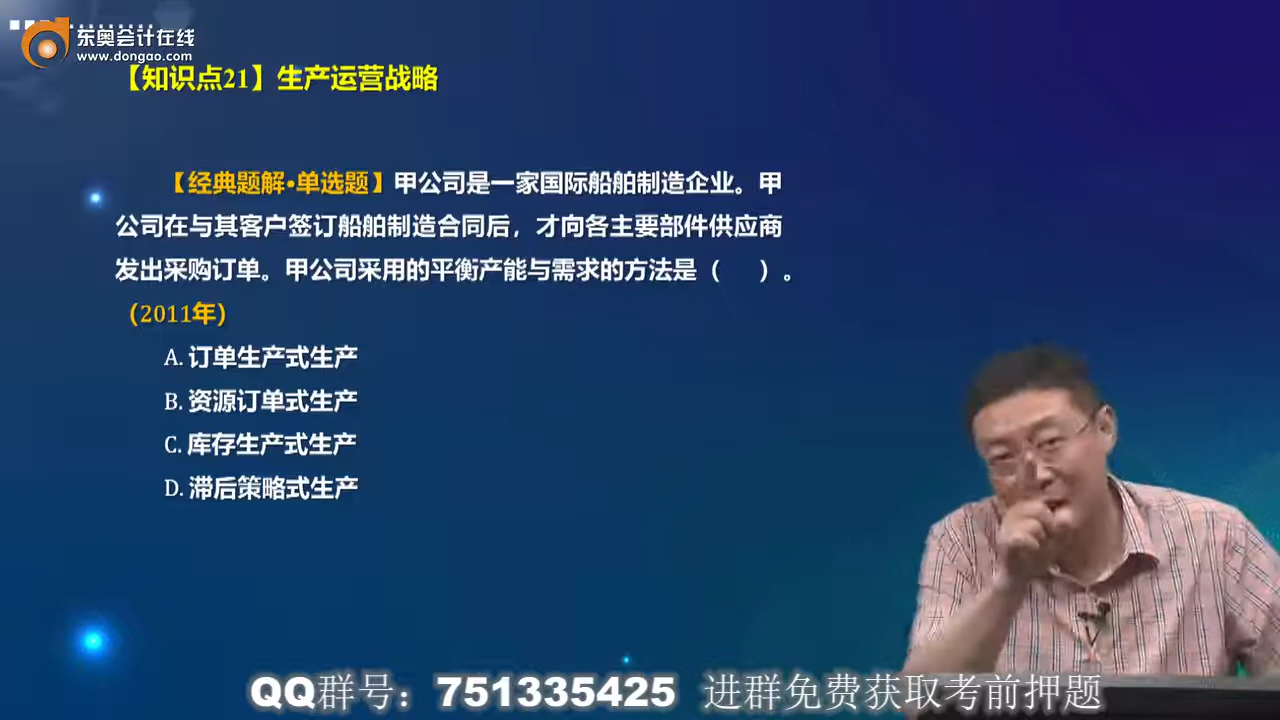 东奥会计在线
www.dongao.com
【知识点21】生产运营战略
【经典题解•单选题】甲公司是一家国际船舶制造企业。甲
公司在与其客户签订船舶制造合同后，才向各主要部件供应商
发出采购订单。甲公司采用的平衡产能与需求的方法是（ ）。
（2011年）
A. 订单生产式生产
B. 资源订单式生产
C. 库存生产式生产
D. 滞后策略式生产
QQ群号：751335425 进群免费获取考前押题